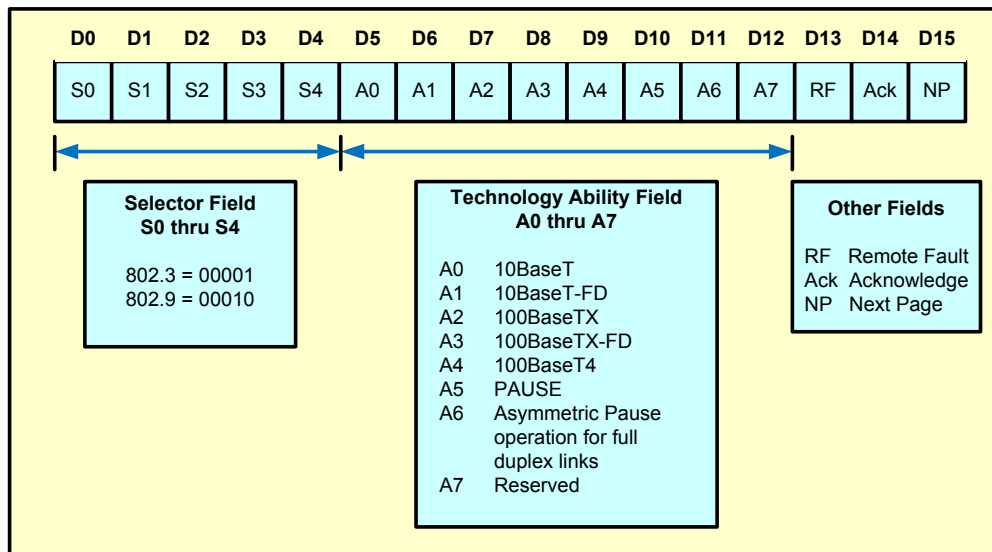 D0 D1 D2 D3 D4 D5 D6 D7 D8 D9 D10 D11 D12 D13 D14 D15
S0 S1 S2 S3 S4 A0 A1 A2 A3 A4 A5 A6 A7 RF Ack NP
Selector Field
S0 thru S4
802.3 = 00001
802.9 = 00010
Technology Ability Field
A0 thru A7
A0 10BaseT
A1 10BaseT-FD
A2 100BaseTX
A3 100BaseTX-FD
A4 100BaseT4
A5 PAUSE
A6 Asymmetric Pause
operation for full
duplex links
A7 Reserved
Other Fields
RF Remote Fault
Ack Acknowledge
NP Next Page